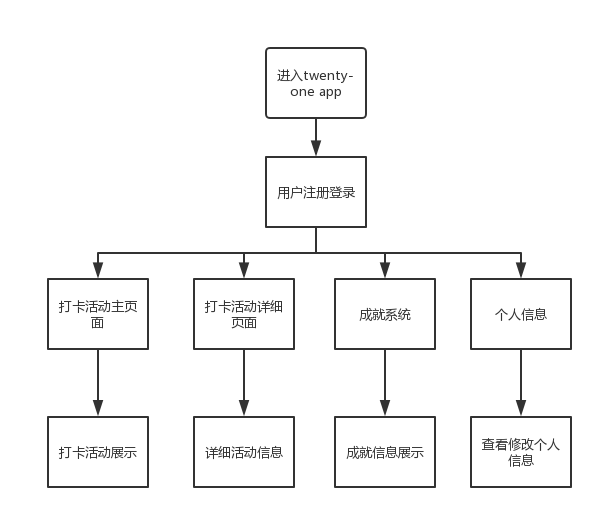 进入twenty-
one app
用户注册登录
打卡活动主页
面
打卡活动详细
页面
成就系统
个人信息
打卡活动展示
详细活动信息
成就信息展示
查看修改个人
信息